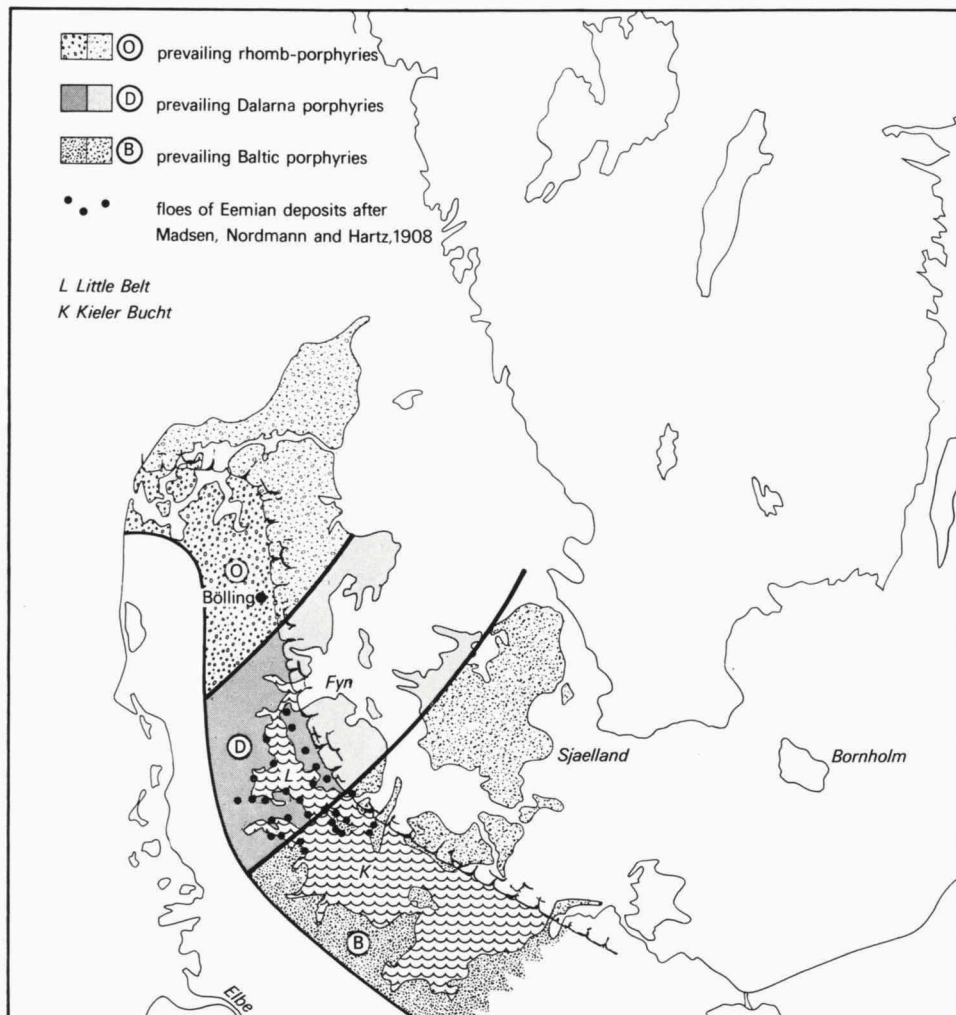 O prevailing rhomb-porphyries
D prevailing Dalarna porphyries
B prevailing Baltic porphyries
floes of Eemian deposits after
Madsen, Nordmann and Hartz,1908
L Little Belt
K Kieler Bucht
O
Bölling
Fyn
D
L
Sjaelland
Bornholm
K
B
Elbe